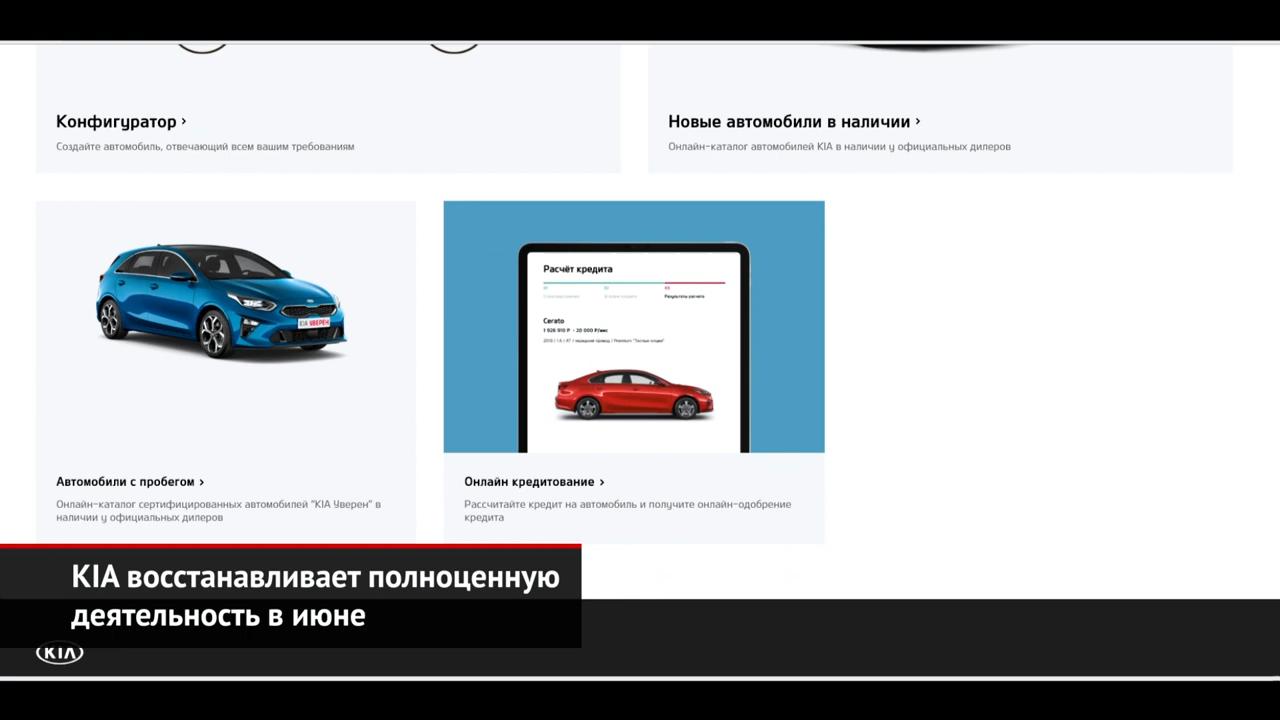 Конфигуратор ›
Создайте автомобиль, отвечающий всем вашим требованиям
Новые автомобили в наличии ›
Онлайн-каталог автомобилей KIA в наличии у официальных дилеров
KIA УВЕРЕН
Расчёт кредита
Результаты расчета
Cerato
Автомобили с пробегом ›
Онлайн-каталог сертифицированных автомобилей "KIA Уверен" в
наличии у официальных дилеров
Онлайн кредитование ›
Рассчитайте кредит на автомобиль и получите онлайн-одобрение
кредита
KIA восстанавливает полноценную
деятельность в июне
KIA